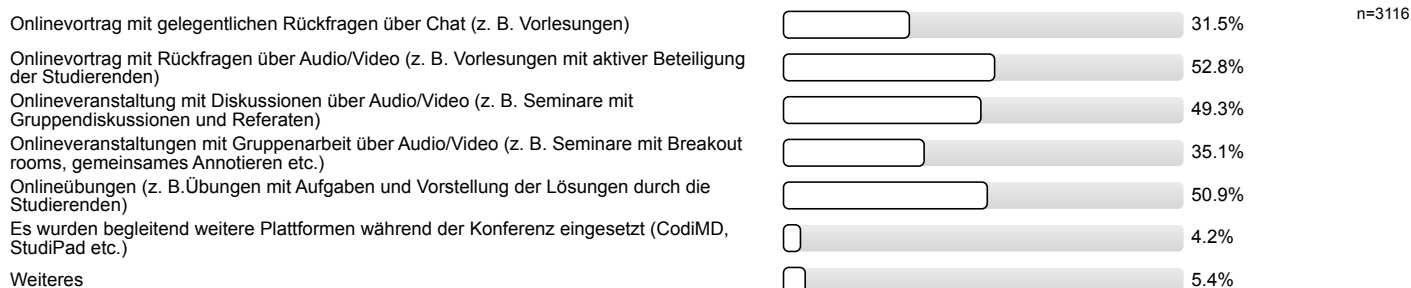 Onlinevortrag mit gelegentlichen Rückfragen über Chat (z. B. Vorlesungen) 31.5% n=3116
Onlinevortrag mit Rückfragen über Audio/Video (z. B. Vorlesungen mit aktiver Beteiligung
der Studierenden) 52.8%
Onlineveranstaltung mit Diskussionen über Audio/Video (z. B. Seminare mit
Gruppendiskussionen und Referaten) 49.3%
Onlineveranstaltungen mit Gruppenarbeit über Audio/Video (z. B. Seminare mit Breakout
rooms, gemeinsames Annotieren etc.) 35.1%
Onlineübungen (z. B.Übungen mit Aufgaben und Vorstellung der Lösungen durch die
Studierenden) 50.9%
Es wurden begleitend weitere Plattformen während der Konferenz eingesetzt (CodiMD,
StudiPad etc.) 4.2%
Weiteres 5.4%